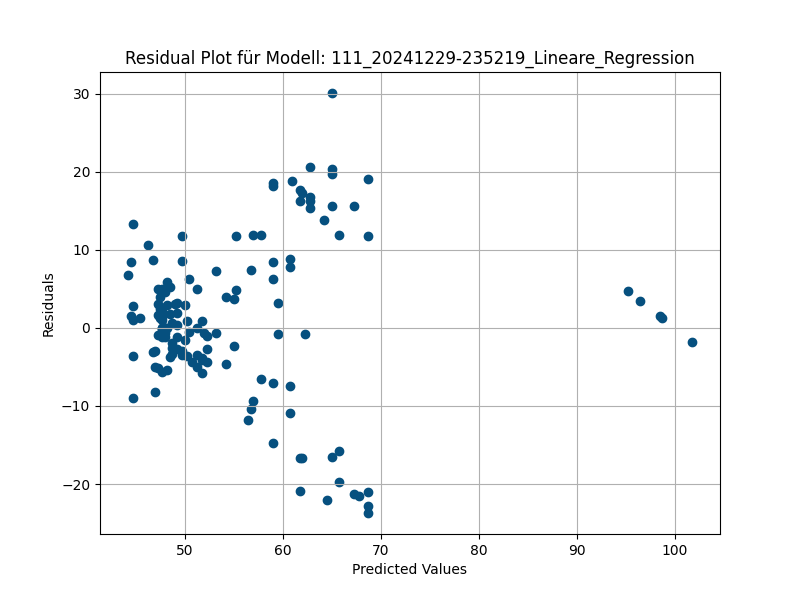 Residual Plot für Modell: 111_20241229-235219_Lineare_Regression
30
20
10
0
−10
−20
Residuals
50 60 70 80 90 100
Predicted Values